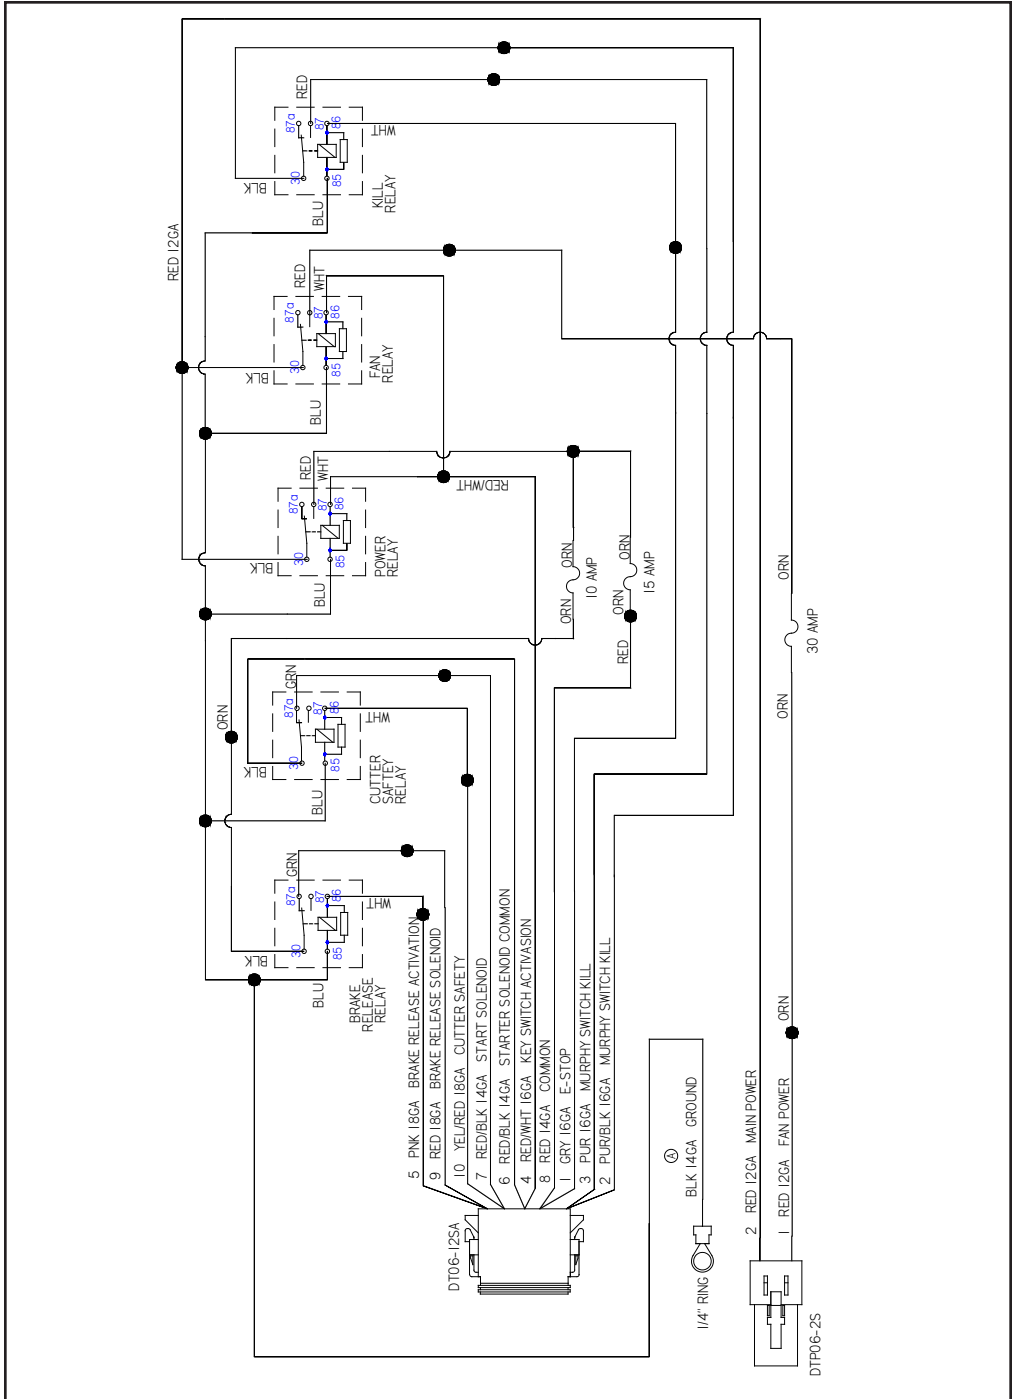 RED 12GA
RED
87a
87
86
WHT
30
BLK
85
BLU
KILL
RELAY
RED
WHT
87a
87
86
30
BLK
85
BLU
FAN
RELAY
RED
WHT
87a
87
86
RED/WHT
30
BLK
85
BLU
POWER
RELAY
ORN
10 AMP
ORN
ORN
15 AMP
ORN
RED
ORN
30 AMP
ORN
ORN
GRN
87a
87
86
WHT
30
BLK
85
BLU
CUTTER
SAFTEY
RELAY
GRN
87a
87
86
WHT
30
BLK
85
BLU
BRAKE
RELEASE
RELAY
5 PNK 18GA BRAKE RELEASE ACTIVATION
9 RED 18GA BRAKE RELEASE SOLENOID
10 YEL/RED 18GA CUTTER SAFETY
7 RED/BLK 14GA START SOLENOID
6 RED/BLK 14GA STARTER SOLENOID COMMON
4 RED/WHT 16GA KEY SWITCH ACTIVASION
8 RED 14GA COMMON
1 GRY 16GA E-STOP
3 PUR 16GA MURPHY SWITCH KILL
2 PUR/BLK 16GA MURPHY SWITCH KILL
DT06-12SA
A
BLK 14GA GROUND
1/4" RING
2 RED 12GA MAIN POWER
1 RED 12GA FAN POWER
ORN
DTP06-2S